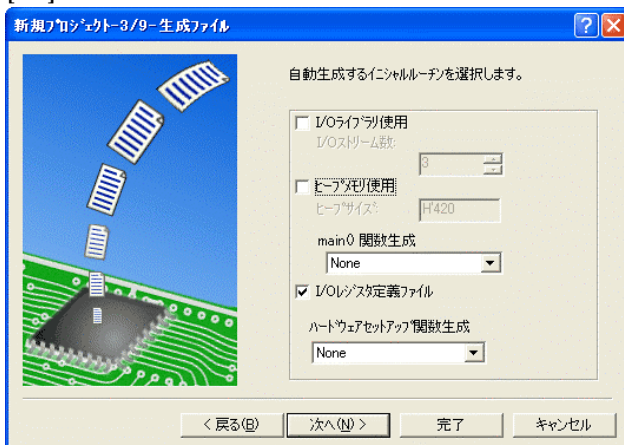 新規プロジェクト-3/9-生成ファイル
自動生成するイニシャルルーチンを選択します。
I/Oライブラリ使用
I/Oストリーム数:
3
ヒープメモリ使用
ヒープサイズ:
H'420
main() 関数生成
None
I/Oレジスタ定義ファイル
ハードウェアセットアップ関数生成
None
< 戻る(B)
次へ(N) >
完了
キャンセル